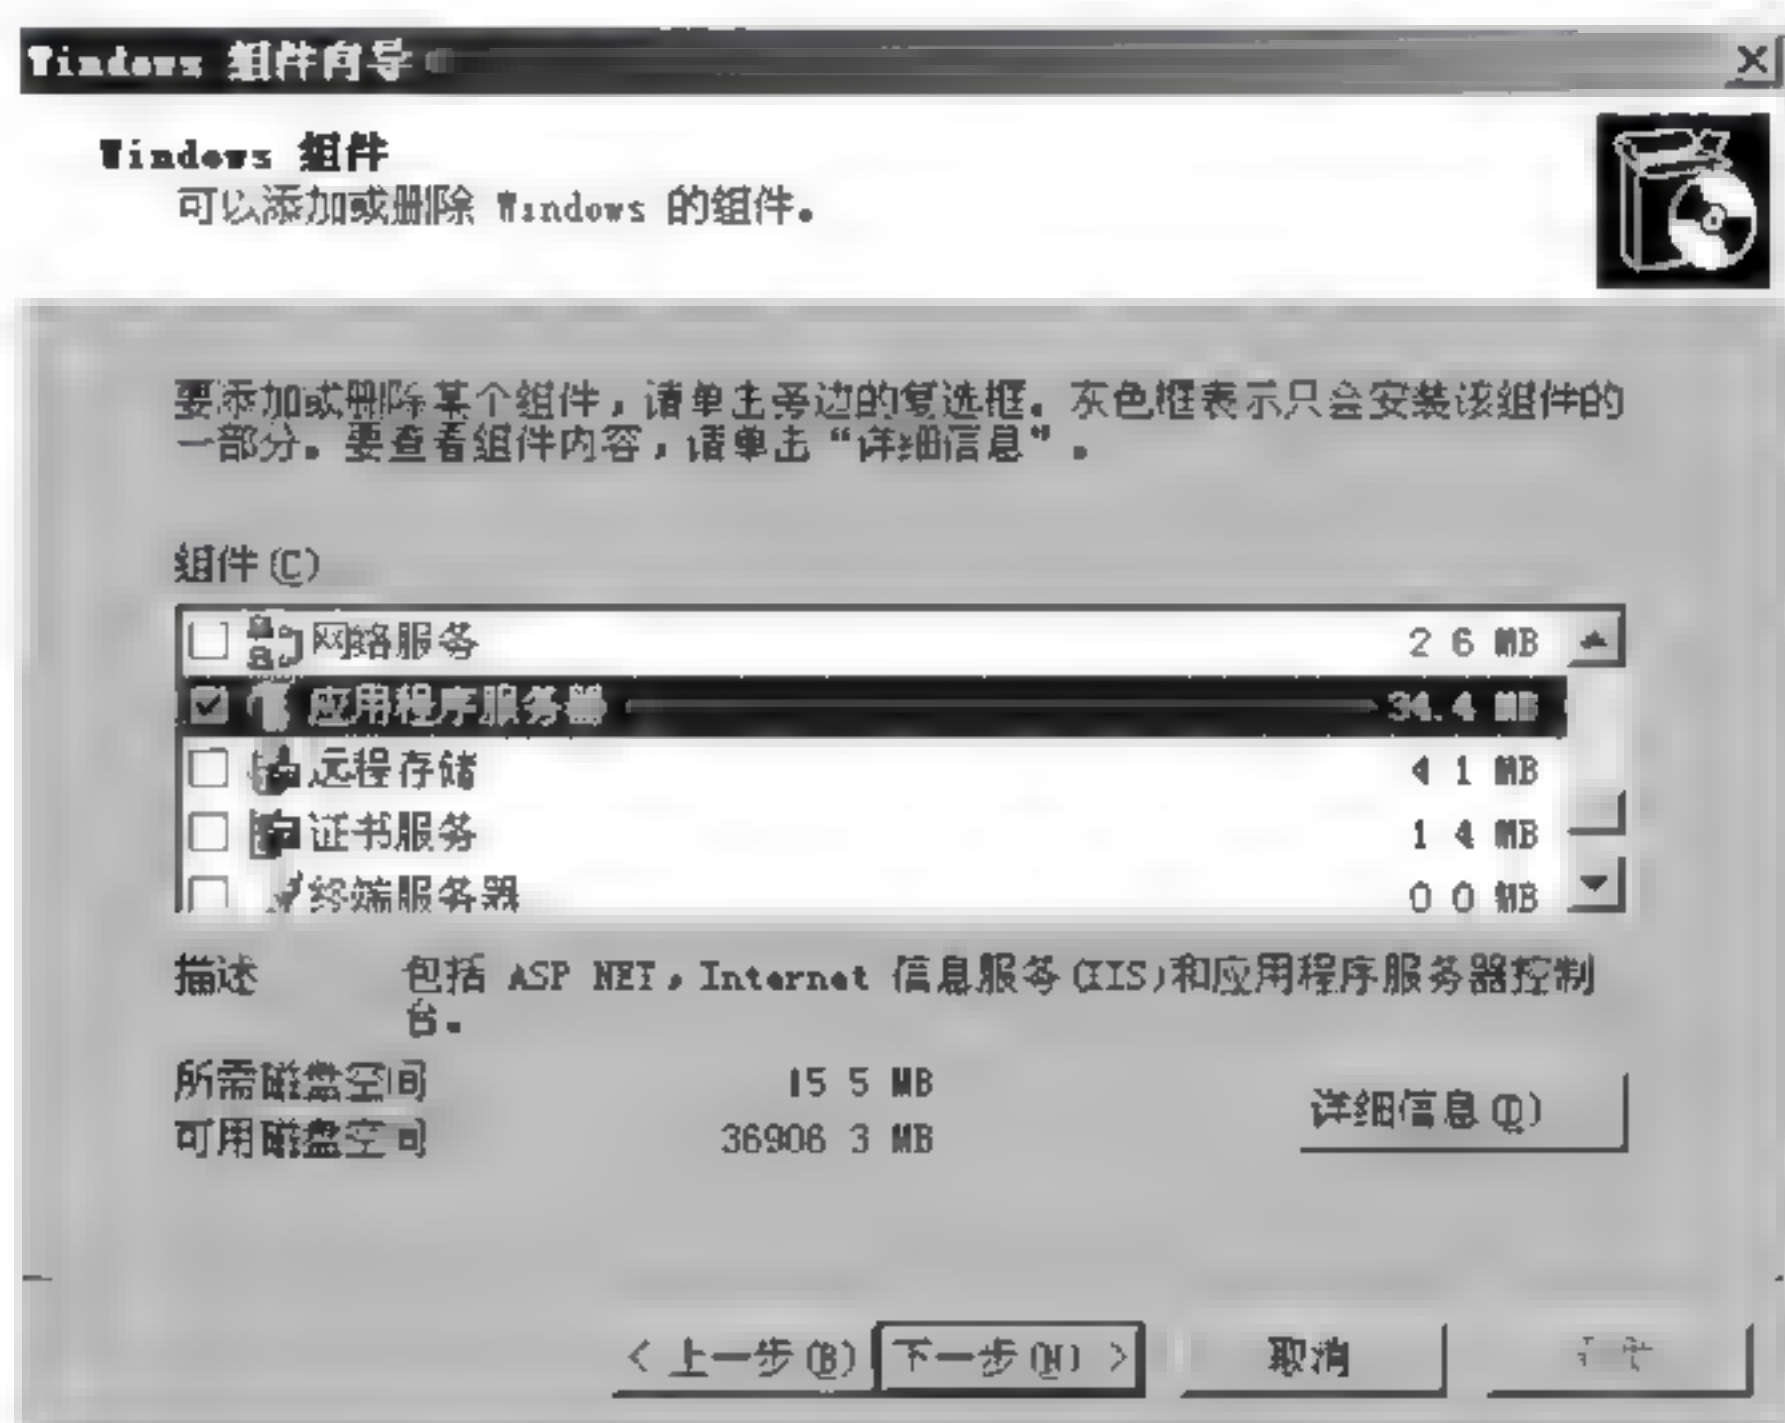 Windows 组件向导
Windows 组件
可以添加或删除 Windows 的组件。
要添加或删除某个组件，请单击旁边的复选框。灰色框表示只会安装该组件的
一部分。要查看组件内容，请单击“详细信息”。
组件(C)
网络服务 2 6 MB
应用程序服务器 34.4 MB
远程存储 4 1 MB
证书服务 1 4 MB
终端服务器 0 0 MB
描述 包括 ASP NET，Internet 信息服务(IIS)和应用程序服务器控制
台。
所需磁盘空间 15 5 MB
可用磁盘空间 36906 3 MB
详细信息(D)
< 上一步(B) 下一步(N) > 取消